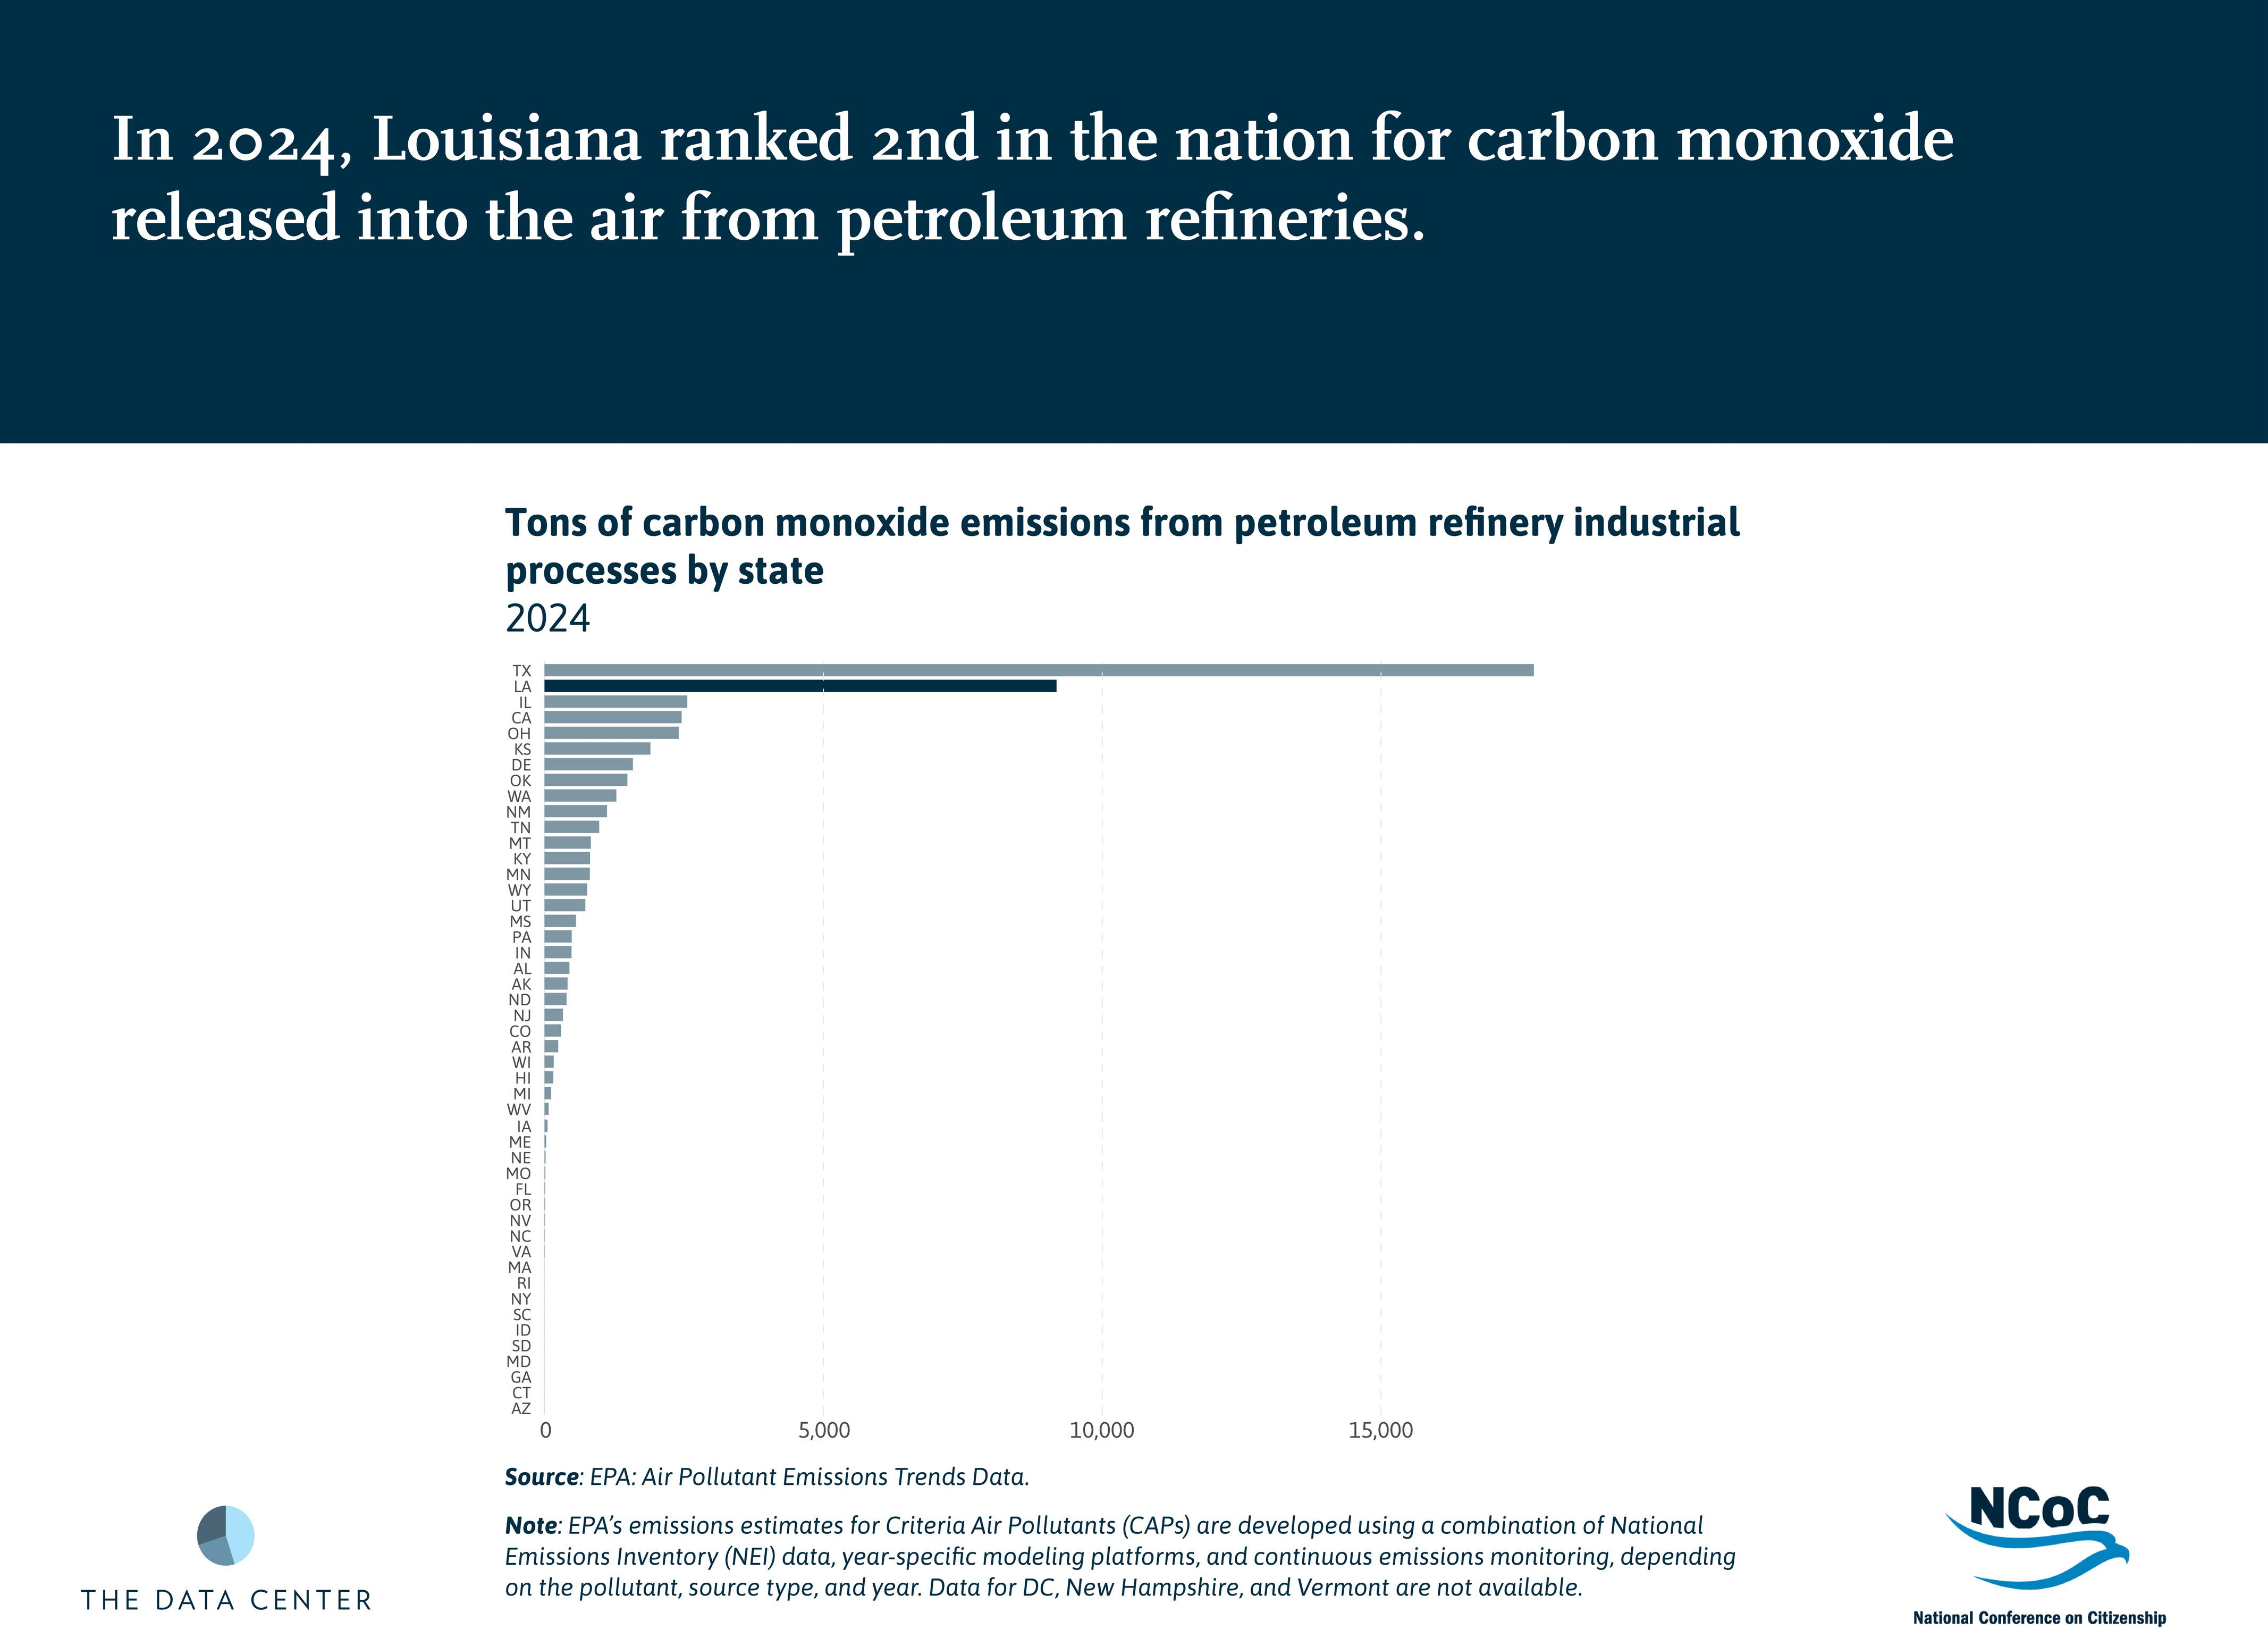 In 2024, Louisiana ranked 2nd in the nation for carbon monoxide
released into the air from petroleum refineries.
Tons of carbon monoxide emissions from petroleum refinery industrial
processes by state
2024
TX
LA
IL
CA
OH
KS
DE
OK
WA
NM
TN
MT
KY
MN
WY
UT
MS
PA
IN
AL
AK
ND
NJ
CO
AR
WI
HI
MI
WV
IA
ME
NE
MO
FL
OR
NV
NC
VA
MA
RI
NY
SC
ID
SD
MD
GA
CT
AZ
0 5,000 10,000 15,000
Source: EPA: Air Pollutant Emissions Trends Data.
Note: EPA’s emissions estimates for Criteria Air Pollutants (CAPs) are developed using a combination of National
Emissions Inventory (NEI) data, year-specific modeling platforms, and continuous emissions monitoring, depending
on the pollutant, source type, and year. Data for DC, New Hampshire, and Vermont are not available.
THE DATA CENTER
NCoC
National Conference on Citizenship